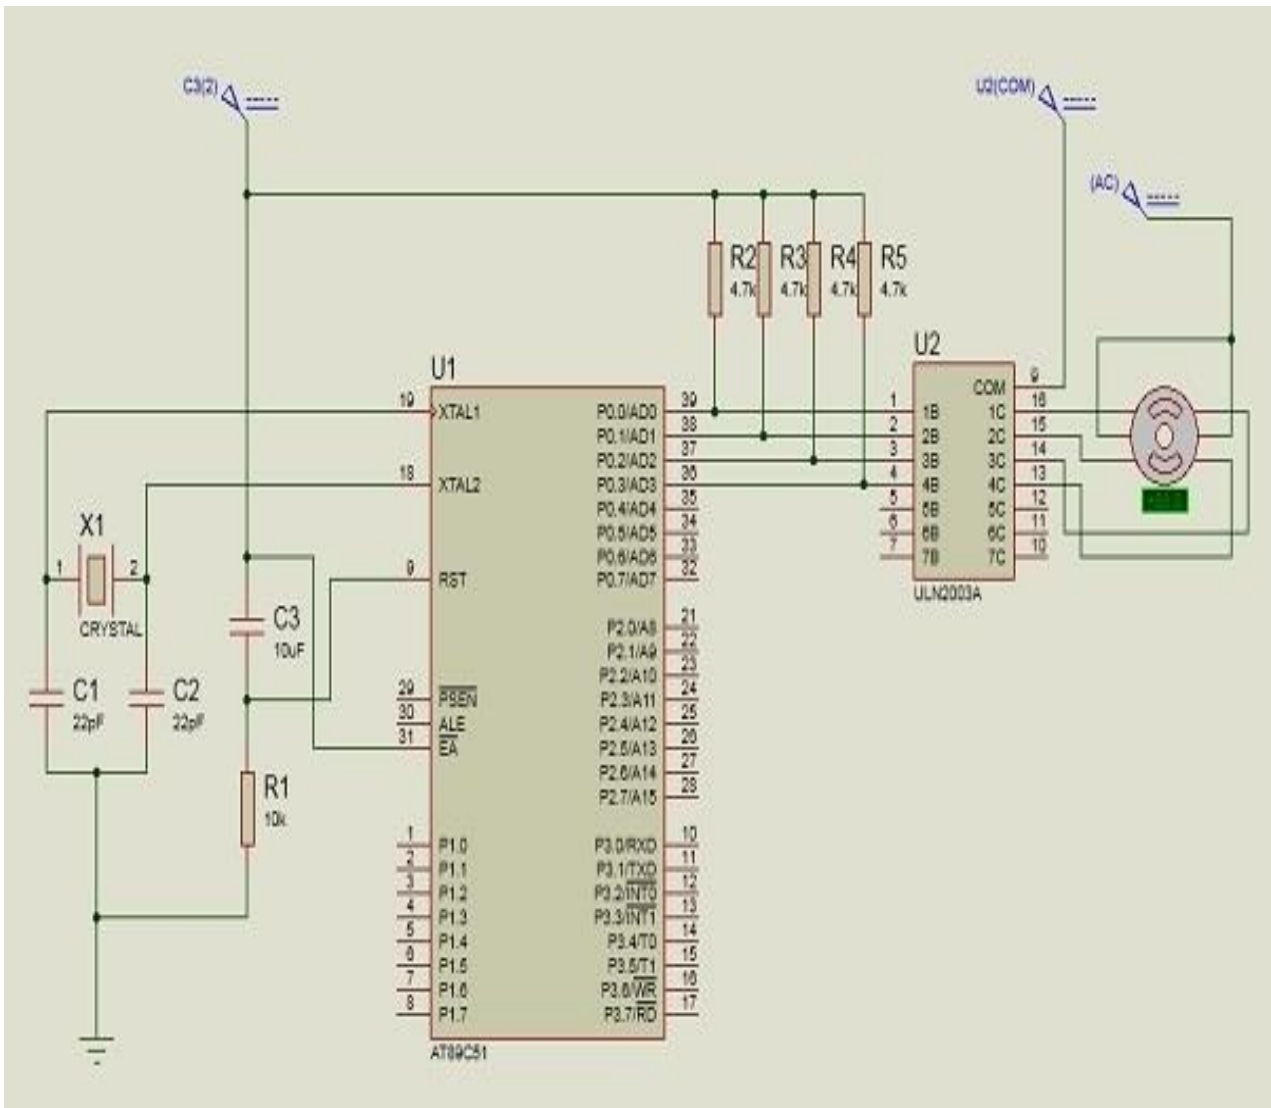 C3(2)
U2(COM)
(AC)
R2
4.7k
R3
4.7k
R4
4.7k
R5
4.7k
U1
19 XTAL1
18 XTAL2
9 RST
29 PSEN
30 ALE
31 EA
1 P1.0
2 P1.1
3 P1.2
4 P1.3
5 P1.4
6 P1.5
7 P1.6
8 P1.7
P0.0/AD0 39
P0.1/AD1 38
P0.2/AD2 37
P0.3/AD3 36
P0.4/AD4 35
P0.5/AD5 34
P0.6/AD6 33
P0.7/AD7 32
P2.0/A8 21
P2.1/A9 22
P2.2/A10 23
P2.3/A11 24
P2.4/A12 25
P2.5/A13 26
P2.6/A14 27
P2.7/A15 28
P3.0/RXD 10
P3.1/TXD 11
P3.2/INT0 12
P3.3/INT1 13
P3.4/T0 14
P3.5/T1 15
P3.6/WR 16
P3.7/RD 17
AT89C51
U2
COM 9
1 1B 1C 16
2 2B 2C 15
3 3B 3C 14
4 4B 4C 13
5 5B 5C 12
6 6B 6C 11
7 7B 7C 10
ULN2003A
X1
1 2
CRYSTAL
C1
22pF
C2
22pF
C3
10uF
R1
10k